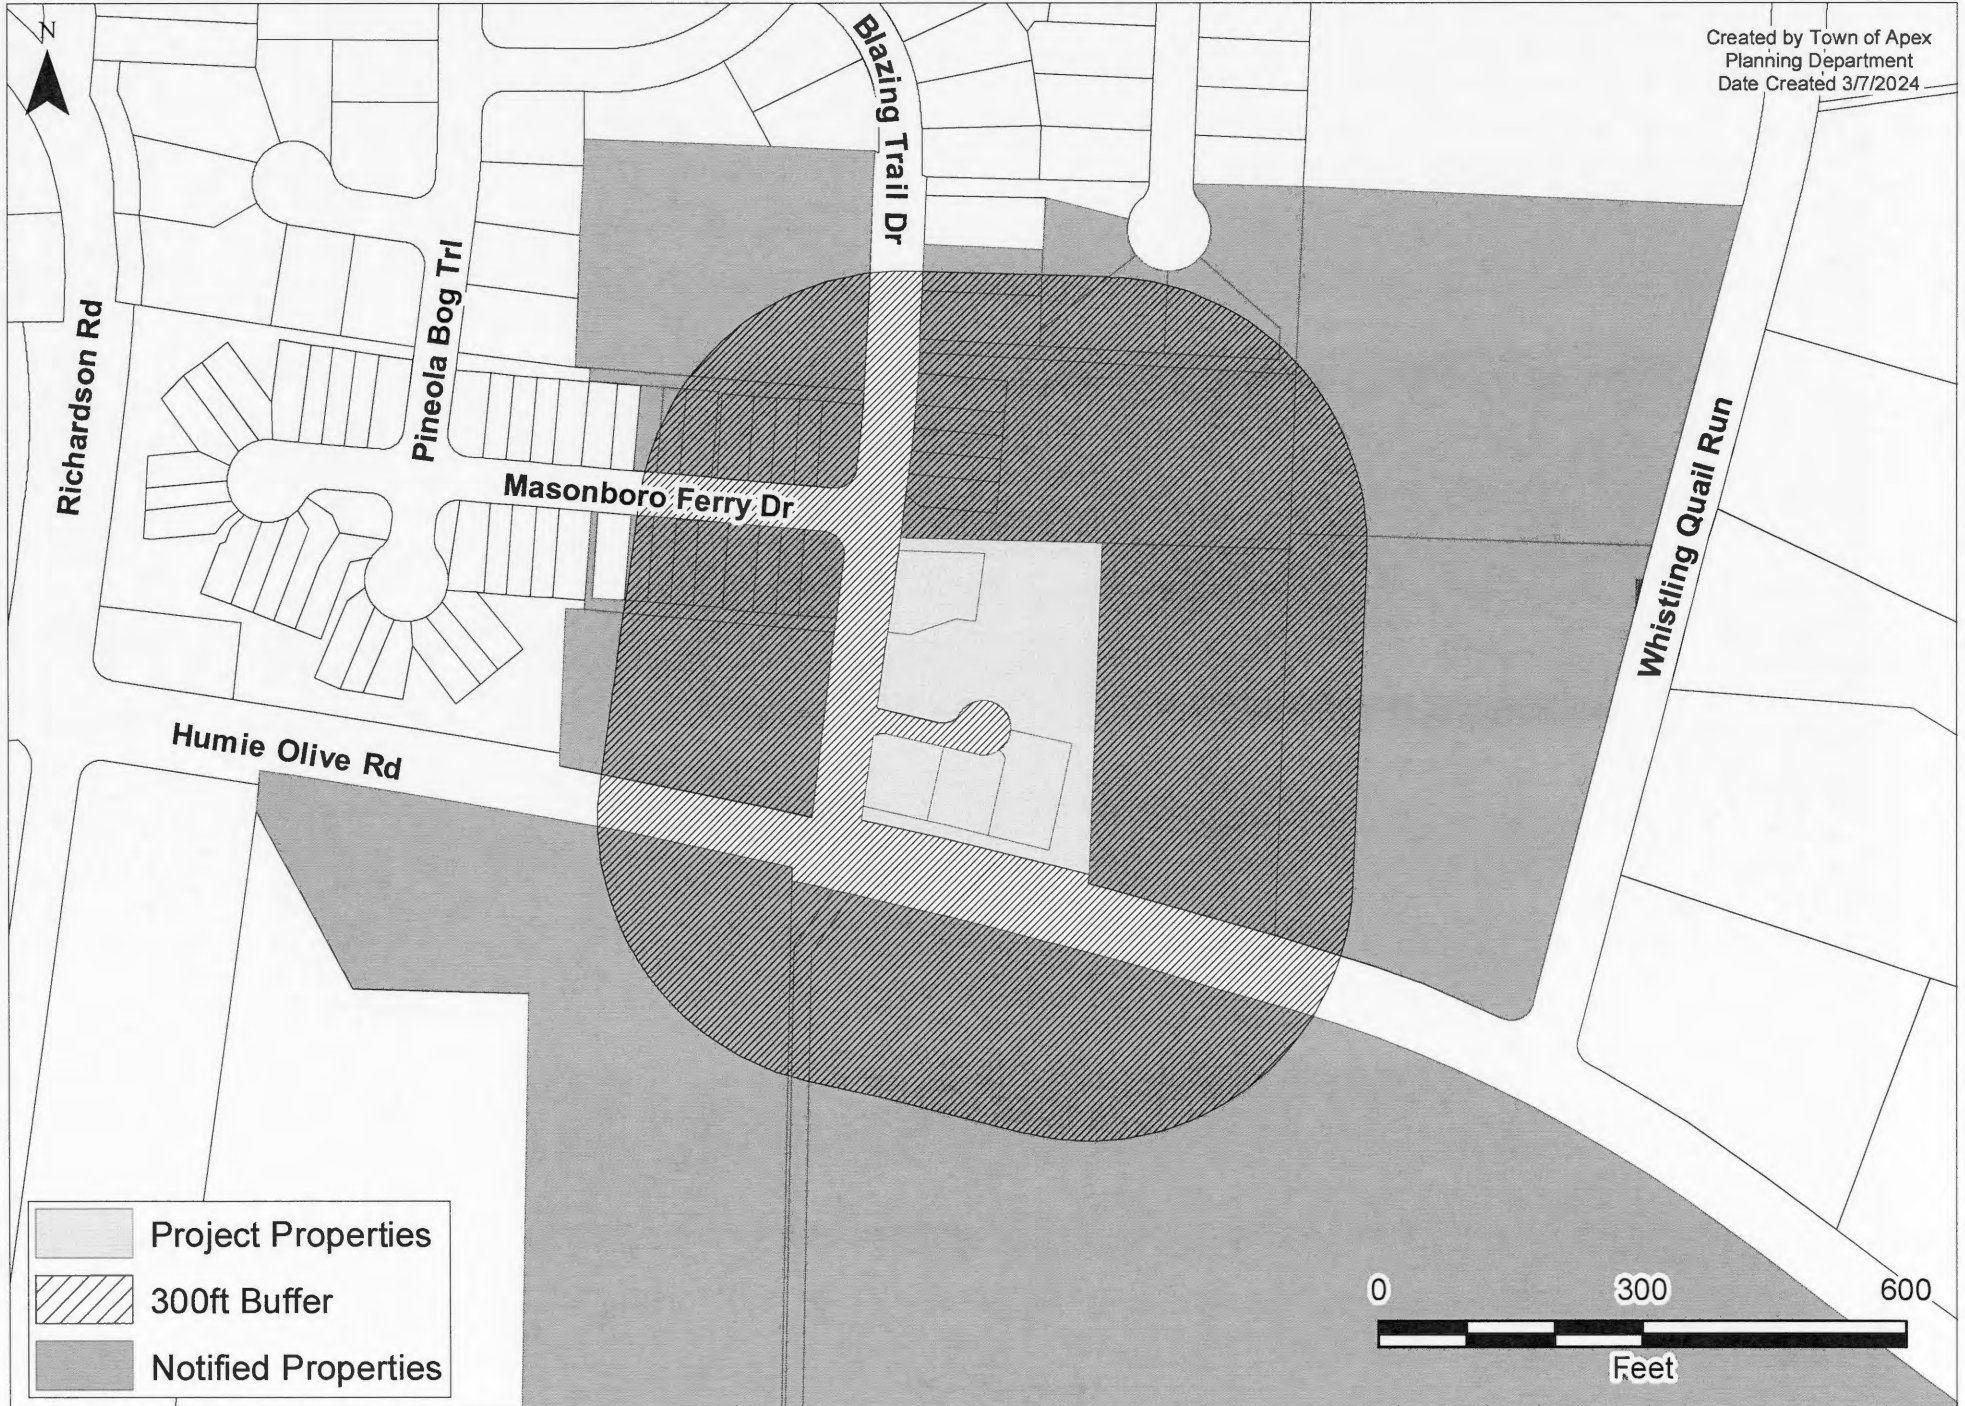 N
Created by Town of Apex
Planning Department
Date Created 3/7/2024
Blazing Trail Dr
Pineola Bog Trl
Richardson Rd
Masonboro Ferry Dr
Whistling Quail Run
Humie Olive Rd
Project Properties
300ft Buffer
Notified Properties
0 300 600
Feet